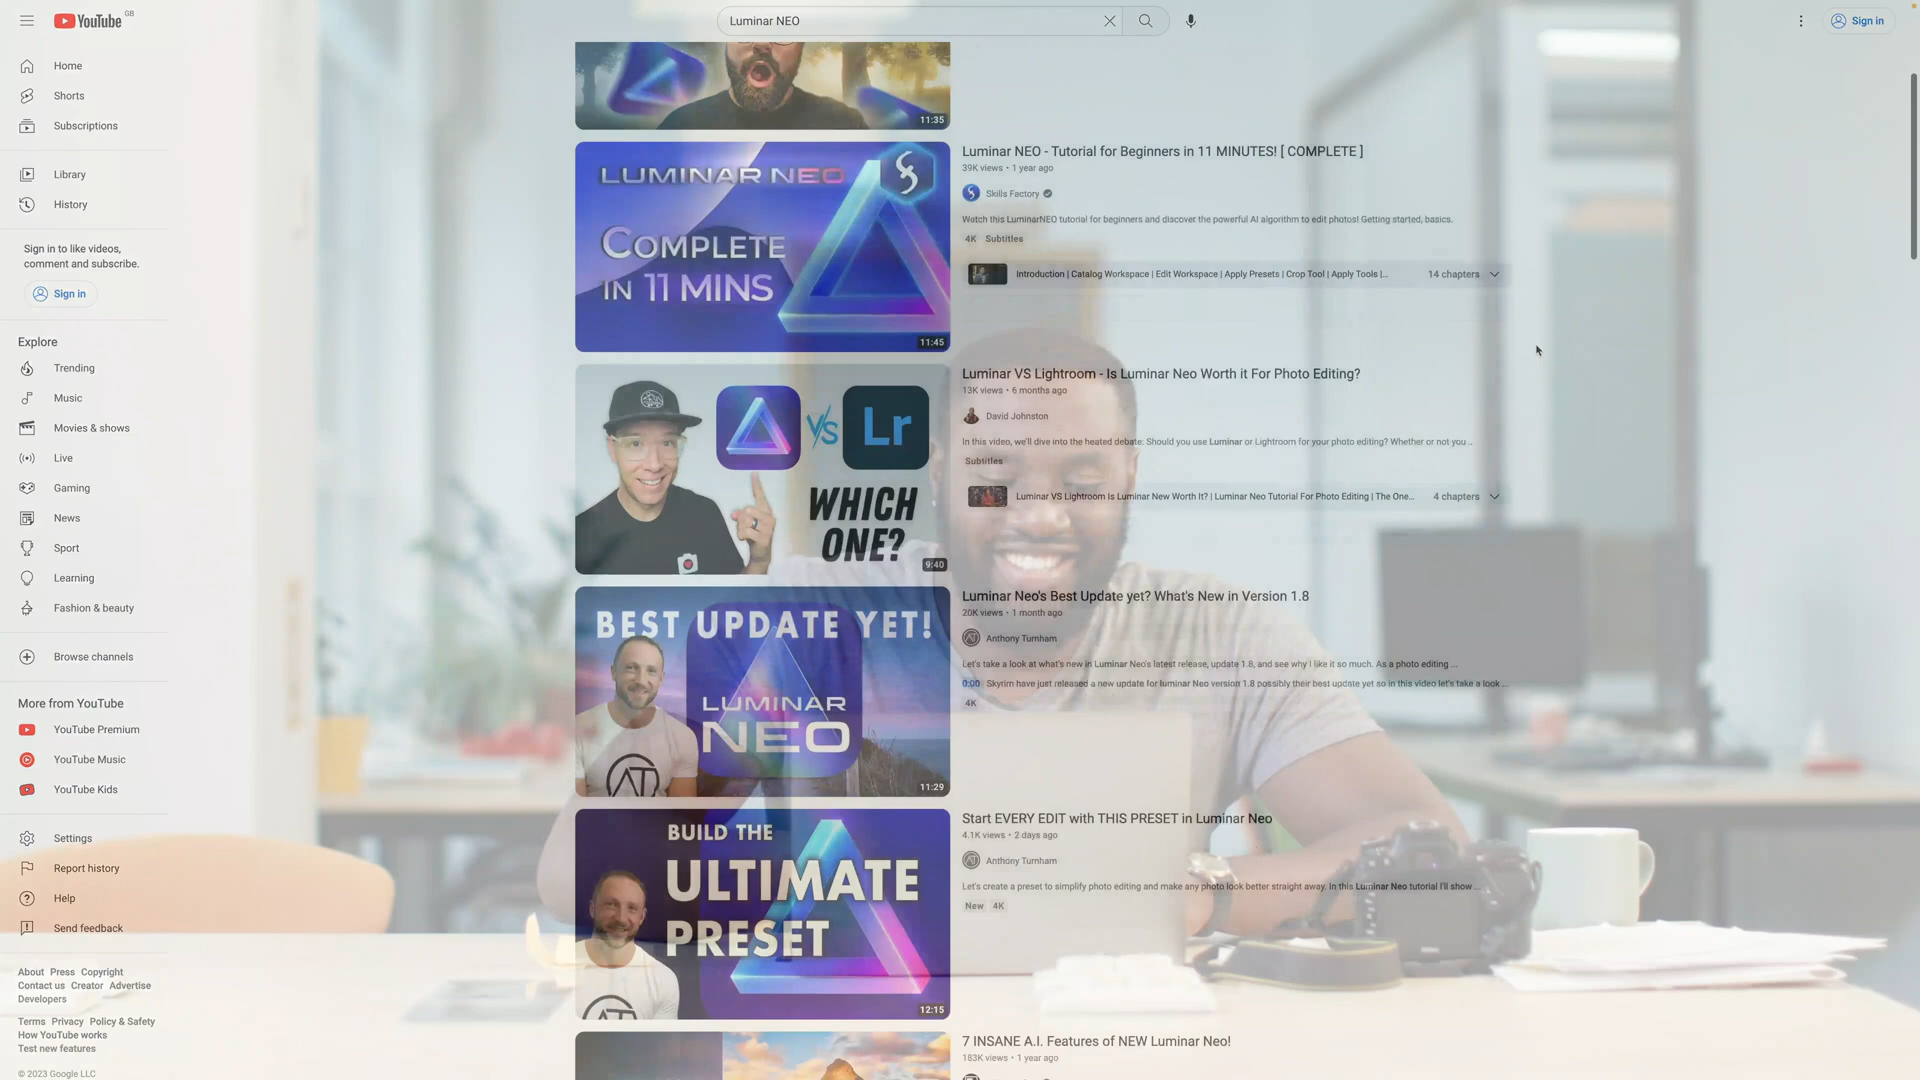 YouTube GB
Luminar NEO
Sign in
Home
Shorts
Subscriptions
Library
History
Sign in to like videos,
comment and subscribe.
Sign in
Explore
Trending
Music
Movies & shows
Live
Gaming
News
Sport
Learning
Fashion & beauty
Browse channels
More from YouTube
YouTube Premium
YouTube Music
YouTube Kids
Settings
Report history
Help
Send feedback
About Press Copyright
Contact us Creator Advertise
Developers
Terms Privacy Policy & Safety
How YouTube works
Test new features
© 2023 Google LLC
11:35
LUMINAR NEO
COMPLETE
IN 11 MINS
11:45
Luminar NEO - Tutorial for Beginners in 11 MINUTES! [ COMPLETE ]
39K views • 1 year ago
Skills Factory
Watch this LuminarNEO tutorial for beginners and discover the powerful AI algorithm to edit photos! Getting started, basics.
4K Subtitles
Introduction | Catalog Workspace | Edit Workspace | Apply Presets | Crop Tool | Apply Tools |...
14 chapters
VS
Lr
WHICH
ONE?
9:40
Luminar VS Lightroom - Is Luminar Neo Worth it For Photo Editing?
13K views • 6 months ago
David Johnston
In this video, we'll dive into the heated debate: Should you use Luminar or Lightroom for your photo editing? Whether or not you ...
Subtitles
Luminar VS Lightroom Is Luminar New Worth It? | Luminar Neo Tutorial For Photo Editing | The One...
4 chapters
BEST UPDATE YET!
LUMINAR
NEO
AT
11:29
Luminar Neo's Best Update yet? What's New in Version 1.8
20K views • 1 month ago
Anthony Turnham
Let's take a look at what's new in Luminar Neo's latest release, update 1.8, and see why I like it so much. As a photo editing ...
0:00 Skyrim have just released a new update for luminar Neo version 1.8 possibly their best update yet so in this video let's take a look ...
4K
BUILD THE
ULTIMATE
PRESET
12:15
Start EVERY EDIT with THIS PRESET in Luminar Neo
4.1K views • 2 days ago
Anthony Turnham
Let's create a preset to simplify photo editing and make any photo look better straight away. In this Luminar Neo tutorial I'll show ...
New 4K
7 INSANE A.I. Features of NEW Luminar Neo!
183K views • 1 year ago